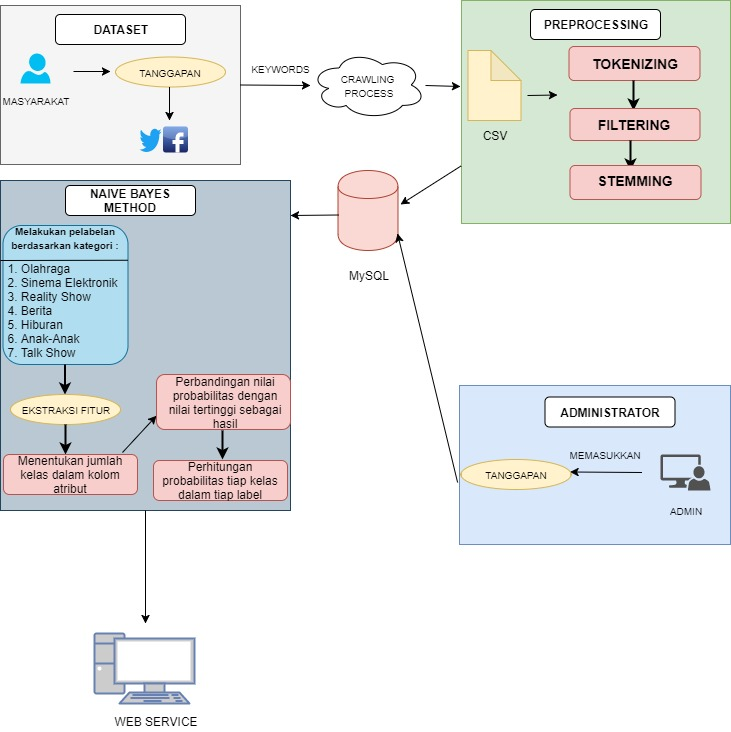 DATASET
MASYARAKAT
TANGGAPAN
KEYWORDS
CRAWLING
PROCESS
PREPROCESSING
CSV
TOKENIZING
FILTERING
STEMMING
MySQL
NAIVE BAYES
METHOD
Melakukan pelabelan
berdasarkan kategori :
1. Olahraga
2. Sinema Elektronik
3. Reality Show
4. Berita
5. Hiburan
6. Anak-Anak
7. Talk Show
EKSTRAKSI FITUR
Menentukan jumlah
kelas dalam kolom
atribut
Perbandingan nilai
probabilitas dengan
nilai tertinggi sebagai
hasil
Perhitungan
probabilitas tiap kelas
dalam tiap label
ADMINISTRATOR
TANGGAPAN
MEMASUKKAN
ADMIN
WEB SERVICE